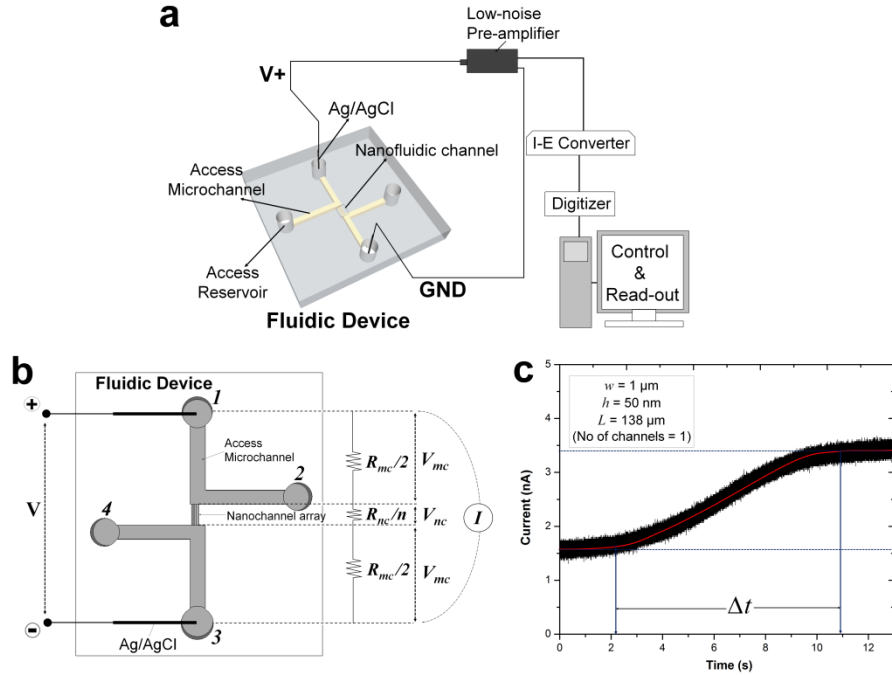 a
Low-noise
Pre-amplifier
V+
Ag/AgCl
Nanofluidic channel
Access
Microchannel
I-E Converter
Digitizer
Access
Reservoir
GND
Control
&
Read-out
Fluidic Device
b
Fluidic Device
1
+
Access
Microchannel
2
R_mc/2
V_mc
V
4
Nanochannel array
R_nc/n
V_nc
I
R_mc/2
V_mc
-
3
Ag/AgCl
c
w = 1 µm
h = 50 nm
L = 138 µm
(No of channels = 1)
Current (nA)
5
4
3
2
1
0
Δt
0 2 4 6 8 10 12
Time (s)